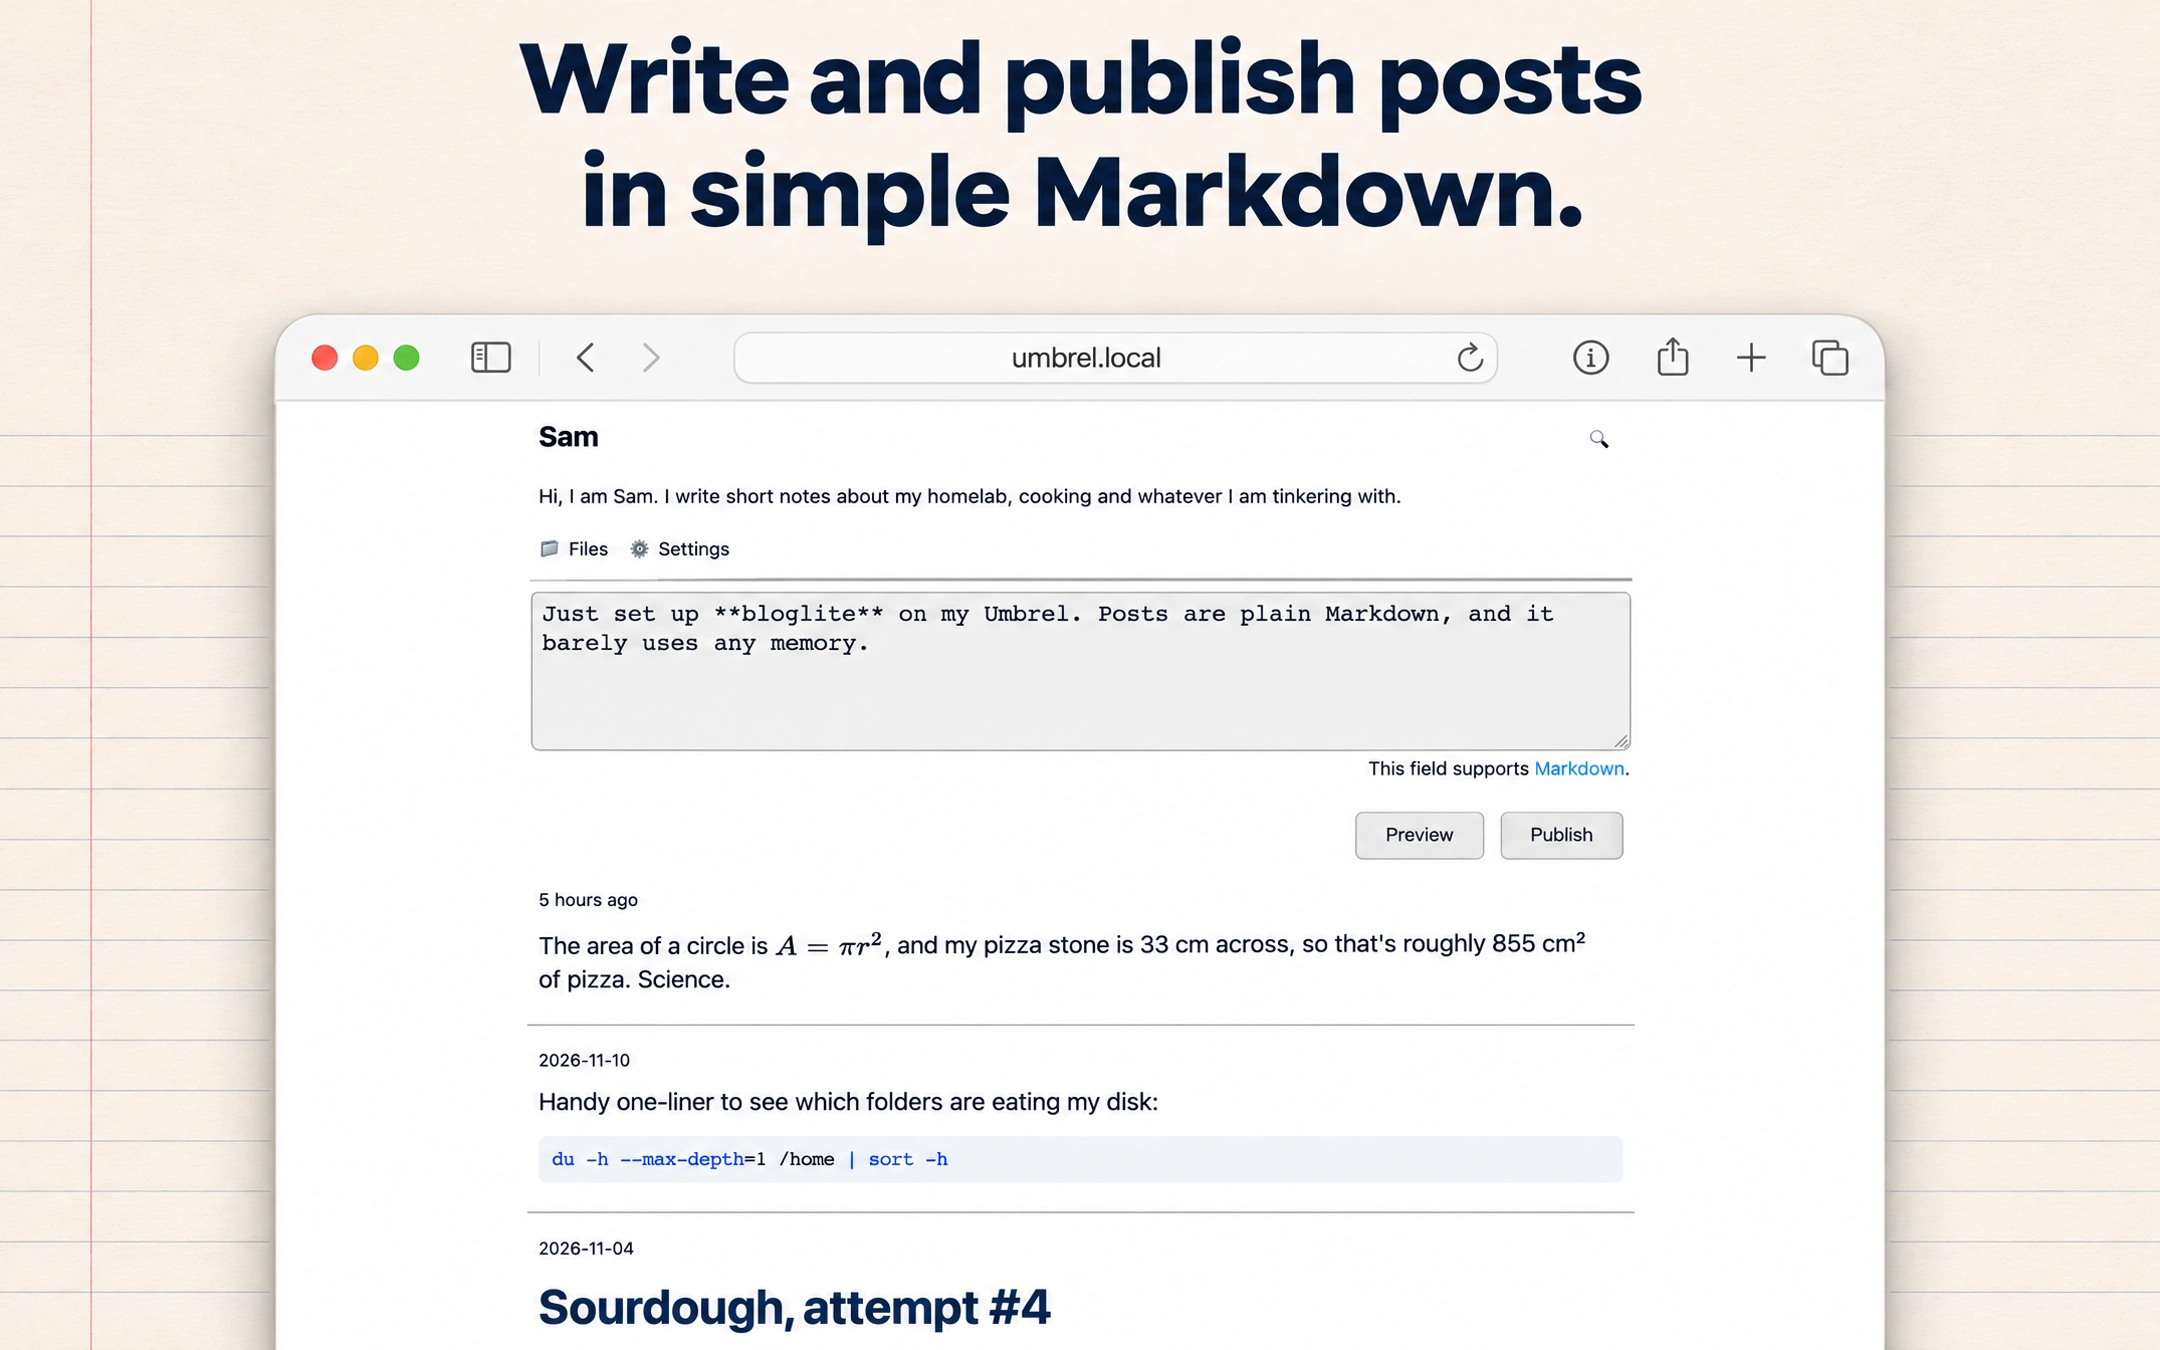 Write and publish posts
in simple Markdown.
umbrel.local
Sam
Hi, I am Sam. I write short notes about my homelab, cooking and whatever I am tinkering with.
Files Settings
Just set up **bloglite** on my Umbrel. Posts are plain Markdown, and it
barely uses any memory.
This field supports Markdown.
Preview Publish
5 hours ago
The area of a circle is A = πr², and my pizza stone is 33 cm across, so that's roughly 855 cm²
of pizza. Science.
2026-11-10
Handy one-liner to see which folders are eating my disk:
du -h --max-depth=1 /home | sort -h
2026-11-04
Sourdough, attempt #4